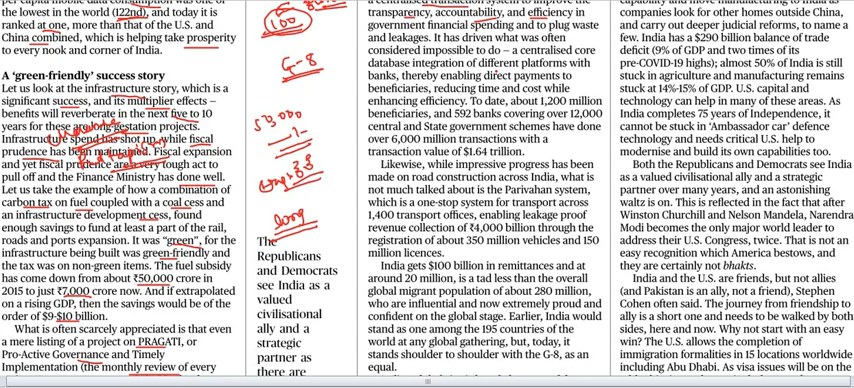 per capita mobile data consumption was one of
the lowest in the world (122nd), and today it is
ranked at one, more than that of the U.S. and
China combined, which is helping take prosperity
to every nook and corner of India.
A ‘green-friendly’ success story
Let us look at the infrastructure story, which is a
significant success, and its multiplier effects –
benefits will reverberate in the next five to 10
years for these are long-gestation projects.
Infrastructure spend has shot up, while fiscal
prudence has been maintained. Fiscal expansion
and yet fiscal prudence are a very tough act to
pull off and the Finance Ministry has done well.
Let us take the example of how a combination of
carbon tax on fuel coupled with a coal cess and
an infrastructure development cess, found
enough savings to fund at least a part of the rail,
roads and ports expansion. It was “green”, for the
infrastructure being built was green-friendly and
the tax was on non-green items. The fuel subsidy
has come down from about ₹50,000 crore in
2015 to just ₹7,000 crore now. And if extrapolated
on a rising GDP, then the savings would be of the
order of $9-$10 billion.
What is often scarcely appreciated is that even
a mere listing of a project on PRAGATI, or
Pro-Active Governance and Timely
Implementation (the monthly review of every
100
G-8
50,000
long
The
Republicans
and Democrats
see India as a
valued
civilisational
ally and a
strategic
partner as
there are
a centralised transaction system to improve the
transparency, accountability, and efficiency in
government financial spending and to plug waste
and leakages. It has driven what was often
considered impossible to do – a centralised core
database integration of different platforms with
banks, thereby enabling direct payments to
beneficiaries, reducing time and cost while
enhancing efficiency. To date, about 1,200 million
beneficiaries, and 592 banks covering over 12,000
central and State government schemes have done
over 6,000 million transactions with a
transaction value of $1.64 trillion.
Likewise, while impressive progress has been
made on road construction across India, what is
not much talked about is the Parivahan system,
which is a one-stop system for transport across
1,400 transport offices, enabling leakage proof
revenue collection of ₹4,000 billion through the
registration of about 350 million vehicles and 150
million licences.
India gets $100 billion in remittances and at
around 20 million, is a tad less than the overall
global migrant population of about 280 million,
who are influential and now extremely proud and
confident on the global stage. Earlier, India would
stand as one among the 195 countries of the
world at any global gathering, but, today, it
stands shoulder to shoulder with the G-8, as an
equal.
capability and move manufacturing to India as
companies look for other homes outside China,
and carry out deeper judicial reforms, to name a
few. India has a $290 billion balance of trade
deficit (9% of GDP and two times of its
pre-COVID-19 highs); almost 50% of India is still
stuck in agriculture and manufacturing remains
stuck at 14%-15% of GDP. U.S. capital and
technology can help in many of these areas. As
India completes 75 years of Independence, it
cannot be stuck in ‘Ambassador car’ defence
technology and needs critical U.S. help to
modernise and build its own capabilities too.
Both the Republicans and Democrats see India
as a valued civilisational ally and a strategic
partner over many years, and an astonishing
waltz is on. This is reflected in the fact that after
Winston Churchill and Nelson Mandela, Narendra
Modi becomes the only major world leader to
address their U.S. Congress, twice. That is not an
easy recognition which America bestows, and
they are certainly not bhakts.
India and the U.S. are friends, but not allies
(and Pakistan is an ally, not a friend), Stephen
Cohen often said. The journey from friendship to
ally is a short one and needs to be walked by both
sides, here and now. Why not start with an easy
win? The U.S. allows the completion of
immigration formalities in 15 locations worldwide
including Abu Dhabi. As visa issues will be on